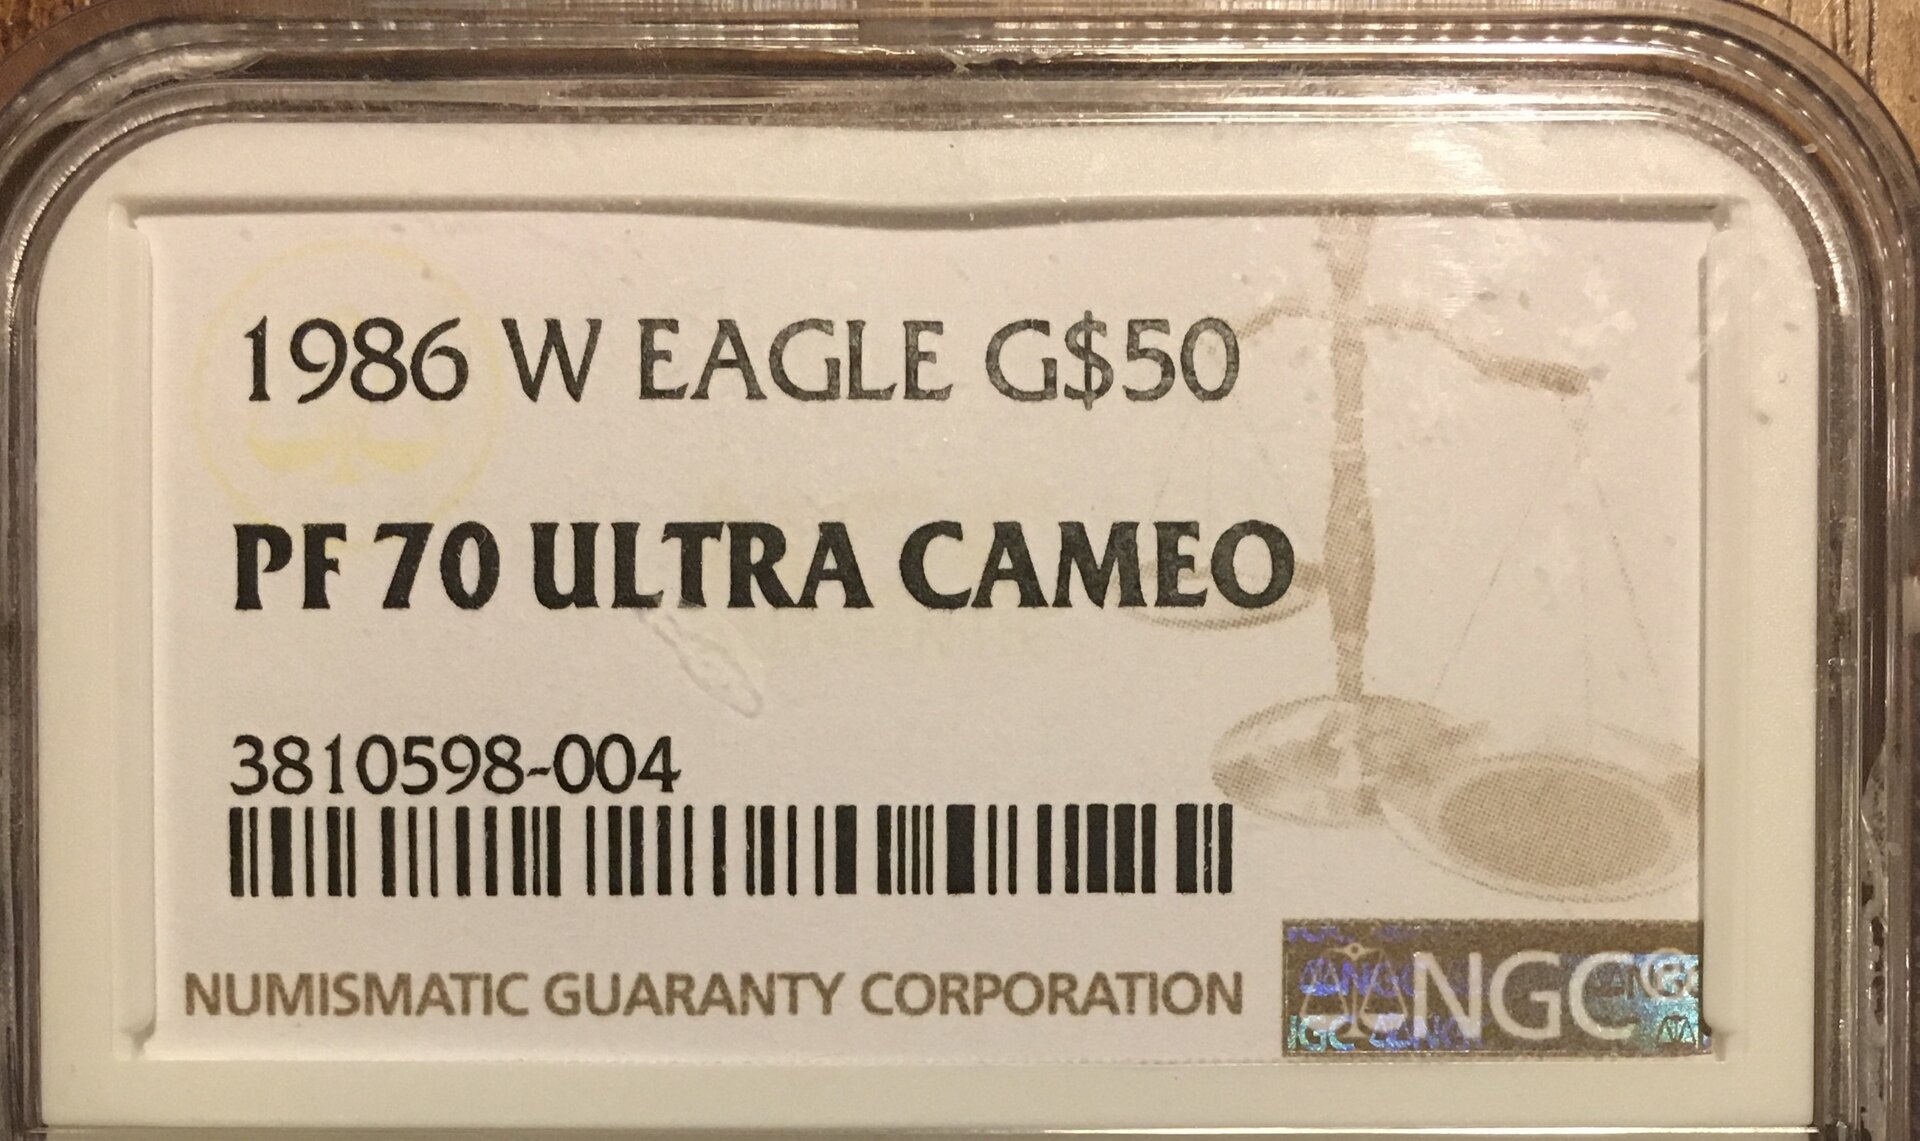 1986 W EAGLE G$50
PF 70 ULTRA CAMEO
3810598-004
NUMISMATIC GUARANTY CORPORATION
NGC®